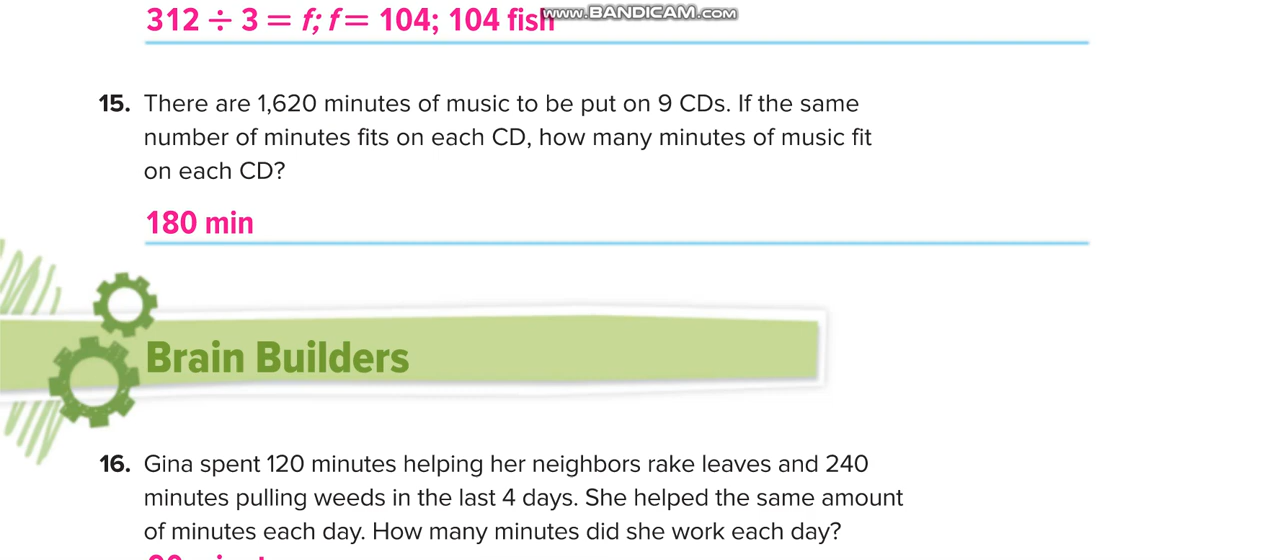 www.BANDICAM.com
312 ÷ 3 = f; f = 104; 104 fish
15. There are 1,620 minutes of music to be put on 9 CDs. If the same
number of minutes fits on each CD, how many minutes of music fit
on each CD?
180 min
Brain Builders
16. Gina spent 120 minutes helping her neighbors rake leaves and 240
minutes pulling weeds in the last 4 days. She helped the same amount
of minutes each day. How many minutes did she work each day?